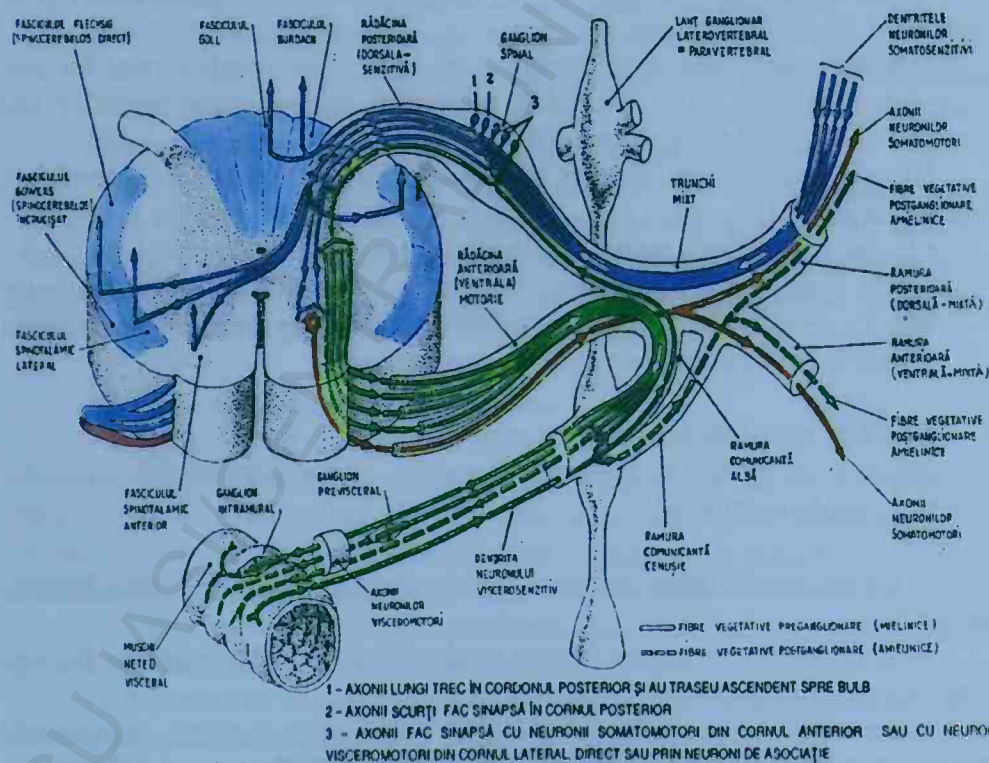 FASCICOLUL FLECHSIG
(SPINOCEREBELOS DIRECT)
FASCICULUL
GOLL
FASCICULUL
BURDACH
RĂDĂCINA
POSTERIOARĂ
(DORSALA-
SENZITIVĂ)
GANGLION
SPINAL
1
2
3
LANȚ GANGLIONAR
LATEROVERTEBRAL
= PARAVERTEBRAL
DENTRITELE
NEURONILOR
SOMATOSENZITIVI
AXONII
NEURONILOR
SOMATOMOTORI
FASCICULUL
GOWERS
(SPINOCEREBELOS
ÎNCRUCIȘAT)
FIBRE VEGETATIVE
POSTGANGLIONARE
AMIELINICE
TRUNCHI
MIXT
RĂDĂCINA
ANTERIOARĂ
(VENTRALA)
MOTORIE
RAMURA
POSTERIOARĂ
(DORSALĂ-MIXTĂ)
RAMURA
ANTERIOARĂ
(VENTRALĂ-MIXTĂ)
FASCICULUL
SPINOTALAMIC
LATERAL
FIBRE VEGETATIVE
POSTGANGLIONARE
AMIELINICE
RAMURA
COMUNICANTĂ
ALBĂ
FASCICULUL
SPINOTALAMIC
ANTERIOR
GANGLION
INTRAMURAL
GANGLION
PREVISCERAL
AXONII
NEURONILOR
SOMATOMOTORI
RAMURA
COMUNICANTĂ
CENUȘIE
DENDRITA
NEURONULUI
VISCEROSENZITIV
AXONII
NEURONILOR
VISCEROMOTORI
MUSCHI
NETED
VISCERAL
FIBRE VEGETATIVE PREGANGLIONARE (MIELINICE)
FIBRE VEGETATIVE POSTGANGLIONARE (AMIELINICE)
1 - AXONII LUNGI TREC ÎN CORDONUL POSTERIOR ȘI AU TRASEU ASCENDENT SPRE BULB
2 - AXONII SCURȚI FAC SINAPSĂ ÎN CORNUL POSTERIOR
3 - AXONII FAC SINAPSĂ CU NEURONII SOMATOMOTORI DIN CORNUL ANTERIOR SAU CU
VISCEROMOTORI DIN CORNUL LATERAL, DIRECT SAU PRIN NEURONI DE ASOCIAȚIE